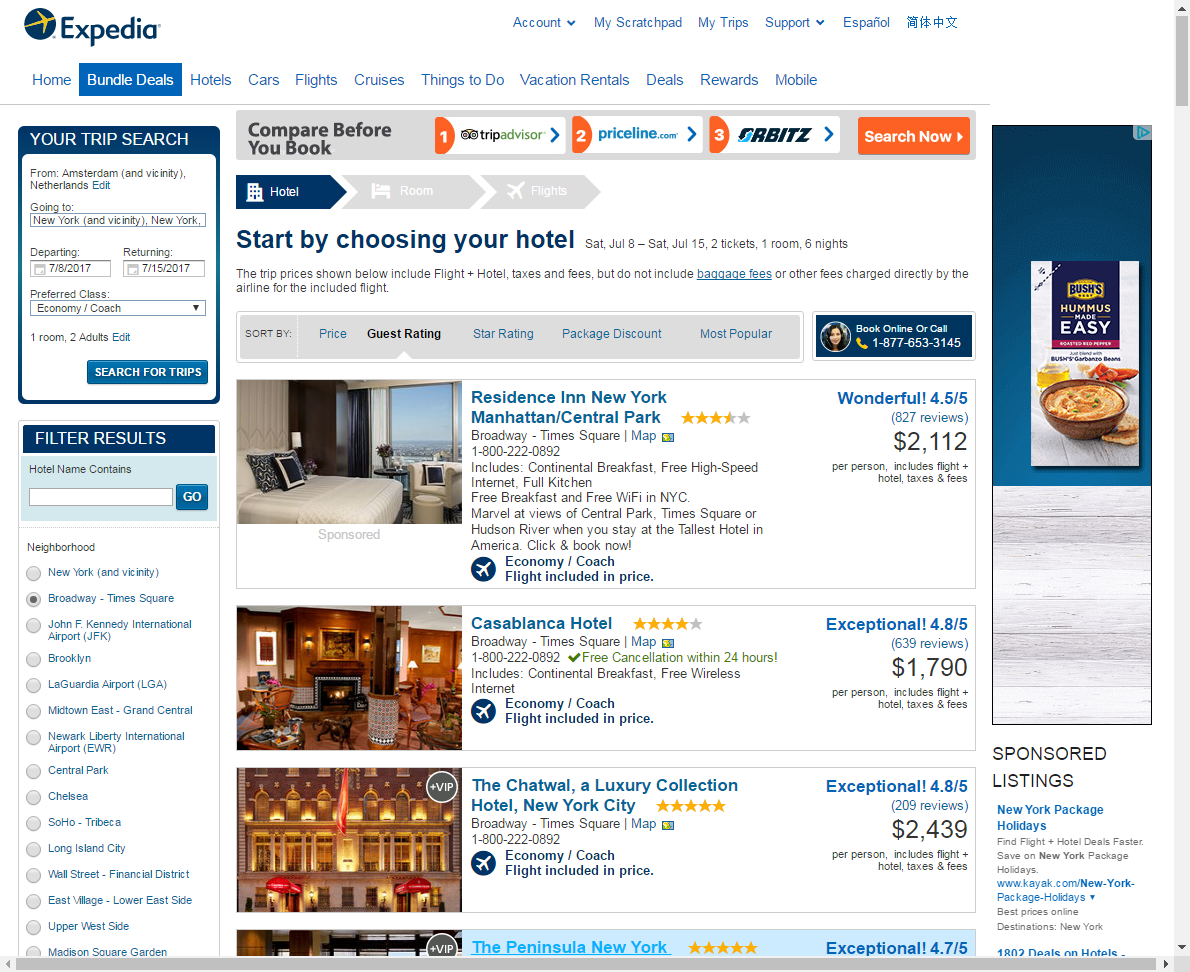 Expedia
Account
My Scratchpad
My Trips
Support
Español
简体中文
Home
Bundle Deals
Hotels
Cars
Flights
Cruises
Things to Do
Vacation Rentals
Deals
Rewards
Mobile
YOUR TRIP SEARCH
From: Amsterdam (and vicinity),
Netherlands Edit
Going to:
New York (and vicinity), New York,
Departing:
Returning:
7/8/2017
7/15/2017
Preferred Class:
Economy / Coach
1 room, 2 Adults Edit
SEARCH FOR TRIPS
FILTER RESULTS
Hotel Name Contains
GO
Neighborhood
New York (and vicinity)
Broadway - Times Square
John F. Kennedy International
Airport (JFK)
Brooklyn
LaGuardia Airport (LGA)
Midtown East - Grand Central
Newark Liberty International
Airport (EWR)
Central Park
Chelsea
SoHo - Tribeca
Long Island City
Wall Street - Financial District
East Village - Lower East Side
Upper West Side
Madison Square Garden
Compare Before
You Book
1 tripadvisor
2 priceline.com
3 ORBITZ
Search Now
Hotel
Room
Flights
Start by choosing your hotel Sat, Jul 8 – Sat, Jul 15, 2 tickets, 1 room, 6 nights
The trip prices shown below include Flight + Hotel, taxes and fees, but do not include baggage fees or other fees charged directly by the
airline for the included flight.
SORT BY:
Price
Guest Rating
Star Rating
Package Discount
Most Popular
Book Online Or Call
1-877-653-3145
Residence Inn New York
Manhattan/Central Park
Broadway - Times Square | Map
1-800-222-0892
Includes: Continental Breakfast, Free High-Speed
Internet, Full Kitchen
Free Breakfast and Free WiFi in NYC.
Marvel at views of Central Park, Times Square or
Hudson River when you stay at the Tallest Hotel in
America. Click & book now!
Economy / Coach
Flight included in price.
Sponsored
Wonderful! 4.5/5
(827 reviews)
$2,112
per person, includes flight +
hotel, taxes & fees
Casablanca Hotel
Broadway - Times Square | Map
1-800-222-0892 Free Cancellation within 24 hours!
Includes: Continental Breakfast, Free Wireless
Internet
Economy / Coach
Flight included in price.
Exceptional! 4.8/5
(639 reviews)
$1,790
per person, includes flight +
hotel, taxes & fees
+VIP
The Chatwal, a Luxury Collection
Hotel, New York City
Broadway - Times Square | Map
1-800-222-0892
Economy / Coach
Flight included in price.
Exceptional! 4.8/5
(209 reviews)
$2,439
per person, includes flight +
hotel, taxes & fees
+VIP
The Peninsula New York
Exceptional! 4.7/5
BUSH'S
BEST
HUMMUS
MADE
EASY
ROASTED RED PEPPER
Just blend with
BUSH'S Garbanzo Beans
SPONSORED
LISTINGS
New York Package
Holidays
Find Flight + Hotel Deals Faster.
Save on New York Package
Holidays.
www.kayak.com/New-York-
Package-Holidays
Best prices online
Destinations: New York
1802 Deals on Hotels -